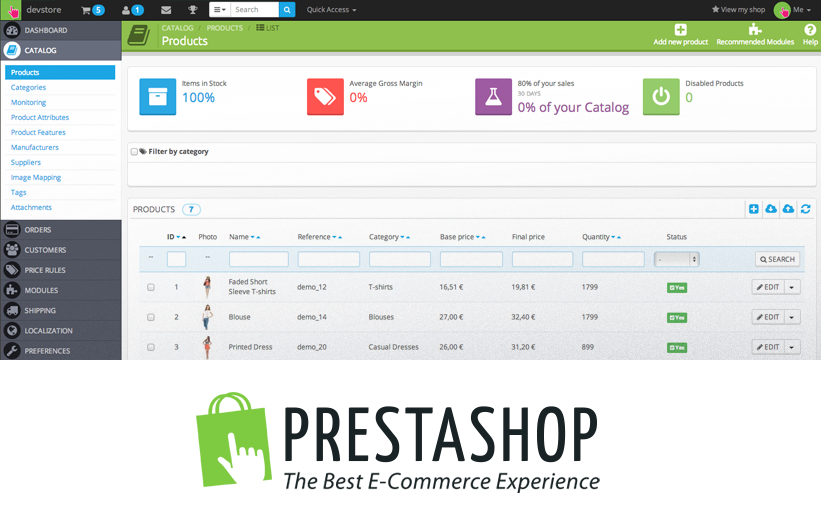 devstore 5 1 Search Quick Access View my shop Me
DASHBOARD
CATALOG
Products
Categories
Monitoring
Product Attributes
Product Features
Manufacturers
Suppliers
Image Mapping
Tags
Attachments
ORDERS
CUSTOMERS
PRICE RULES
MODULES
SHIPPING
LOCALIZATION
PREFERENCES
CATALOG / PRODUCTS / LIST
Products
Add new product Recommended Modules Help
Items in Stock
100%
Average Gross Margin
0%
80% of your sales
30 DAYS
0% of your Catalog
Disabled Products
0
Filter by category
PRODUCTS 7
ID Photo Name Reference Category Base price Final price Quantity Status
-- -- - SEARCH
1 Faded Short Sleeve T-shirts demo_12 T-shirts 16,51 € 19,81 € 1799 Yes EDIT
2 Blouse demo_14 Blouses 27,00 € 32,40 € 1799 Yes EDIT
3 Printed Dress demo_20 Casual Dresses 26,00 € 31,20 € 899 Yes EDIT
PRESTASHOP
The Best E-Commerce Experience